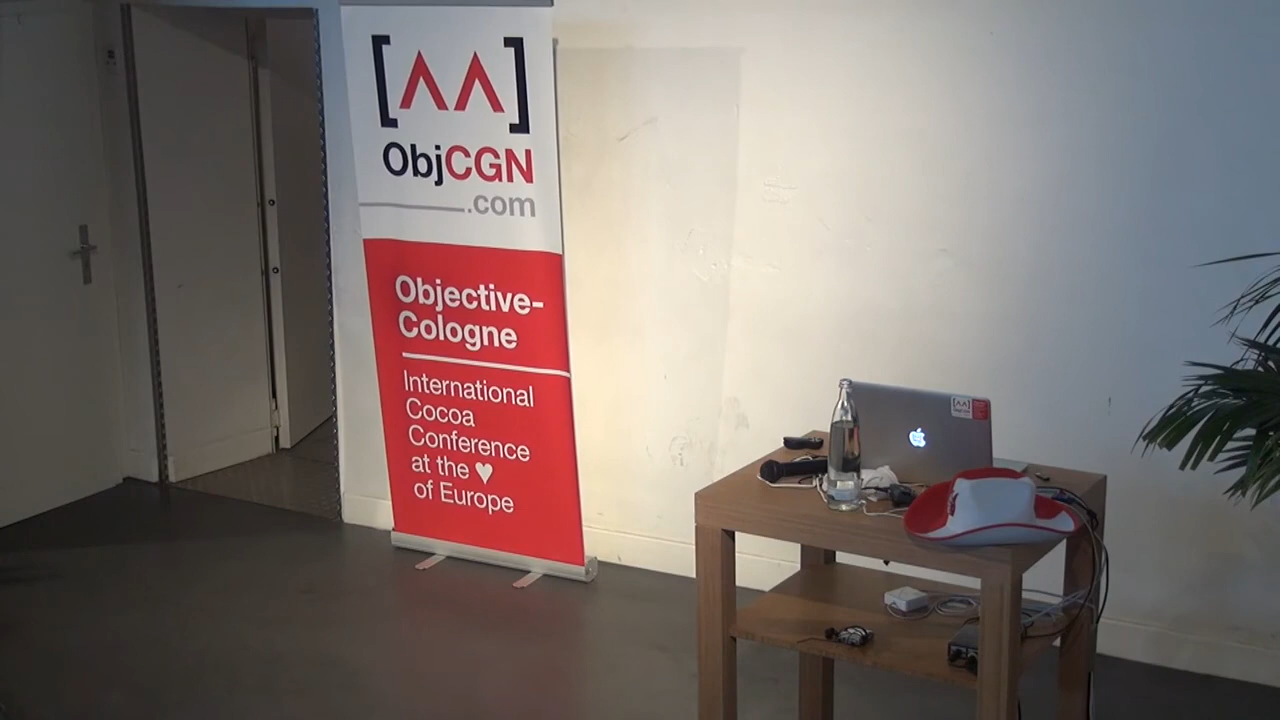 [^^]
ObjCGN
.com
Objective-
Cologne
International
Cocoa
Conference
at the ♥
of Europe